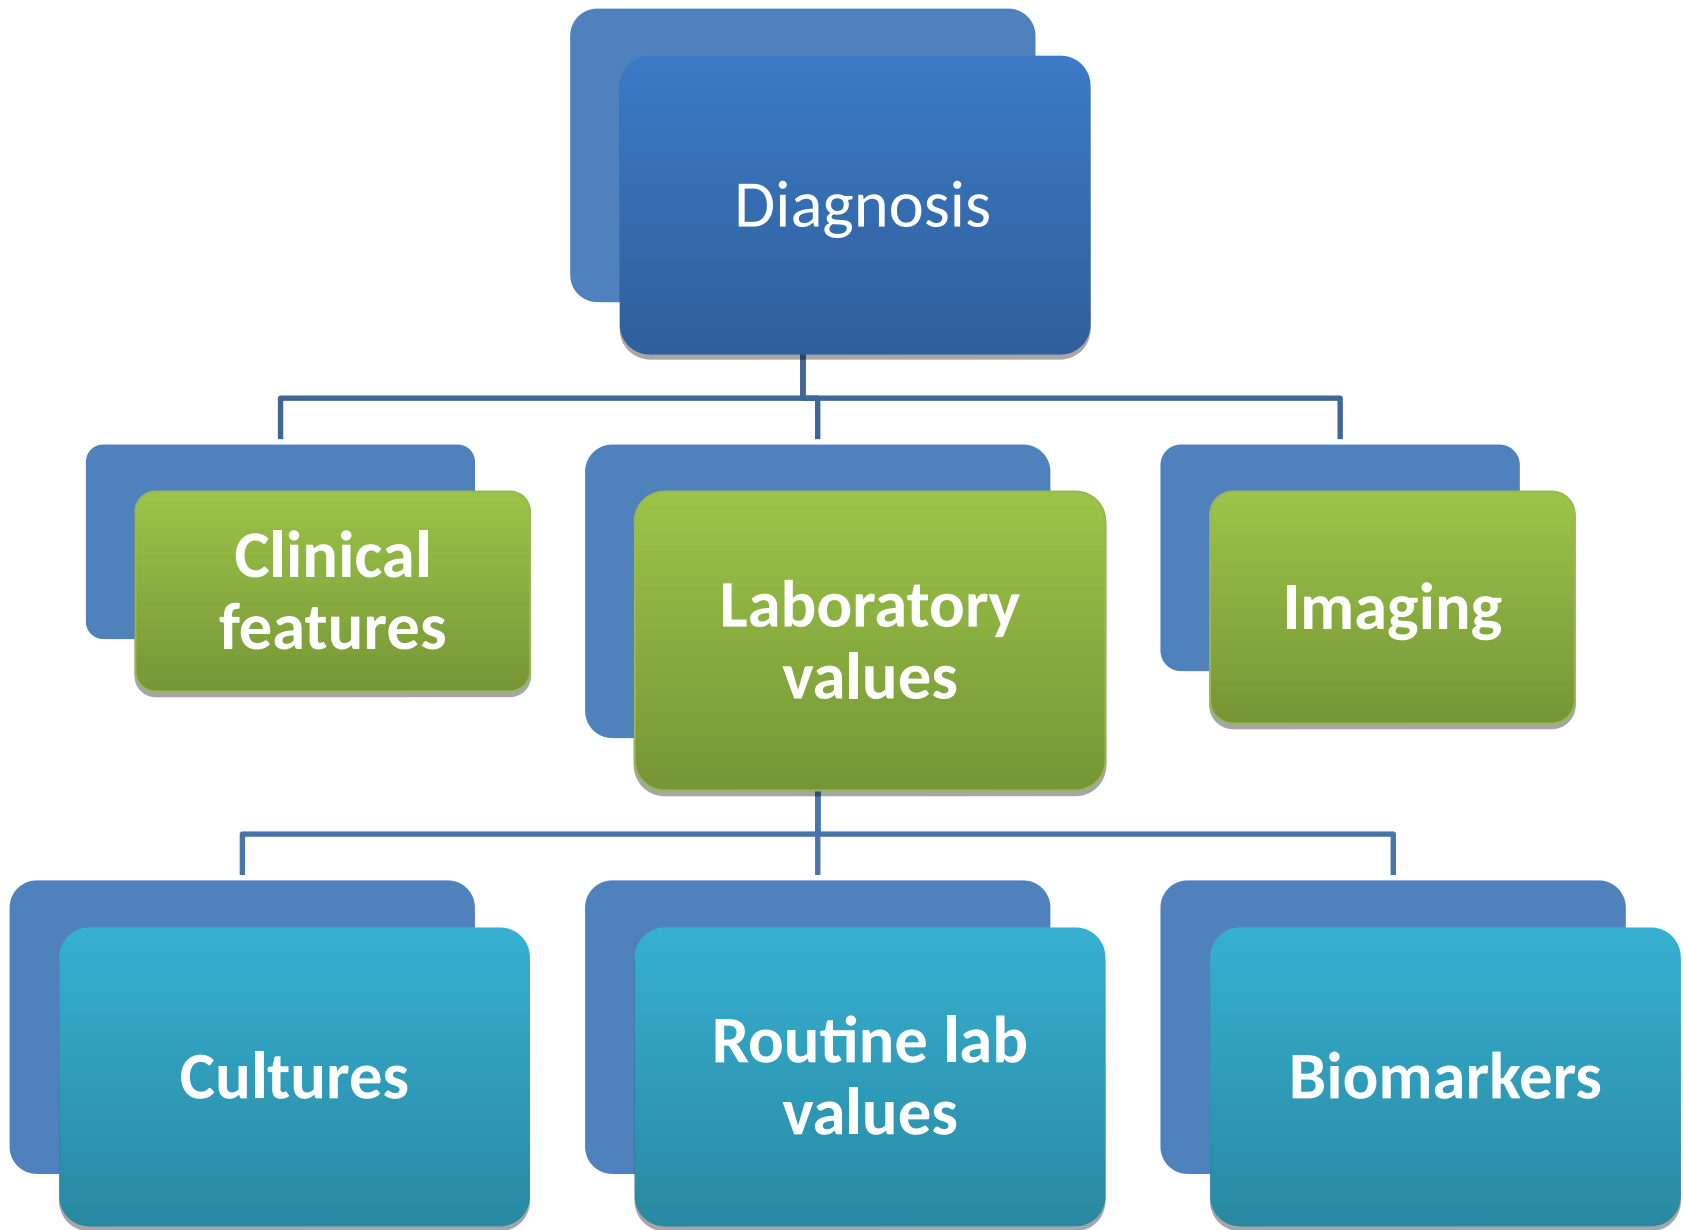 Diagnosis
Clinical
features
Laboratory
values
Imaging
Cultures
Routine lab
values
Biomarkers